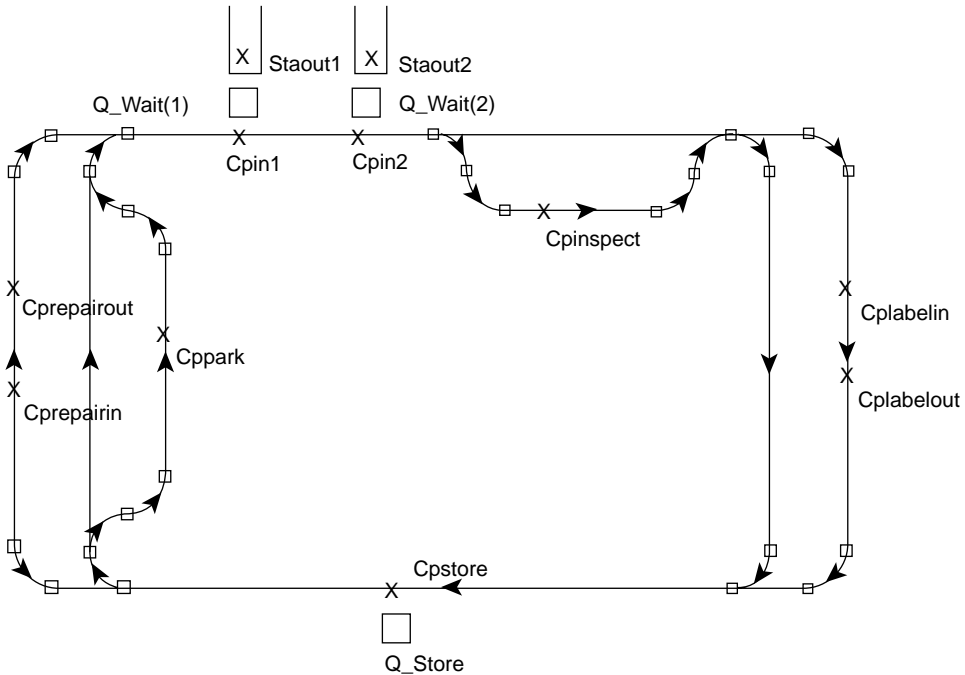 Staout1
Staout2
Q_Wait(1)
Q_Wait(2)
Cpin1
Cpin2
Cpinspect
Cprepairout
Cplabelin
Cppark
Cplabelout
Cprepairin
Cpstore
Q_Store